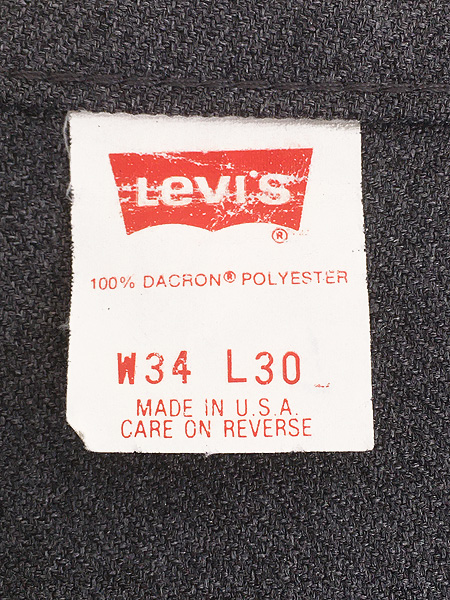 Levi's ®
100% DACRON® POLYESTER
W34 L30
MADE IN U.S.A.
CARE ON REVERSE